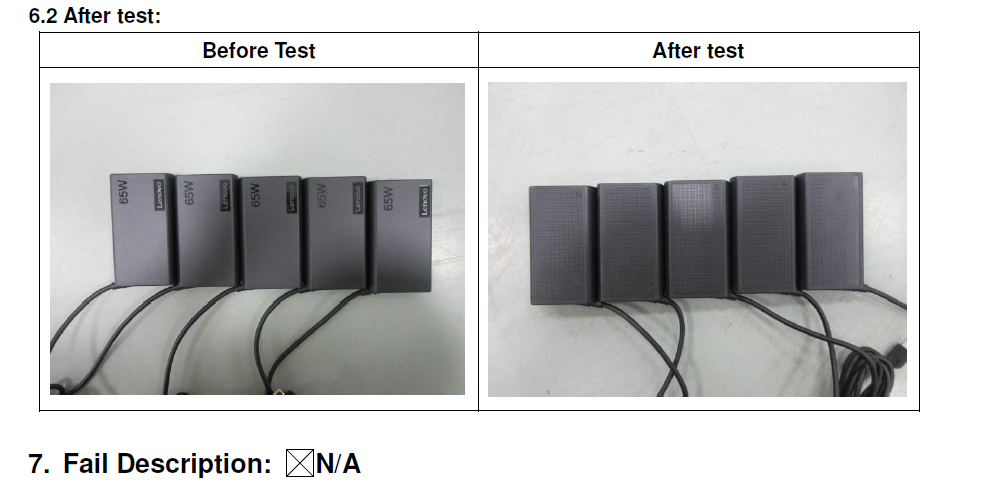 6.2 After test:
Before Test
After test
65W
Lenovo
65W
Lenovo
65W
Lenovo
65W
Lenovo
65W
Lenovo
7. Fail Description: ☒N/A